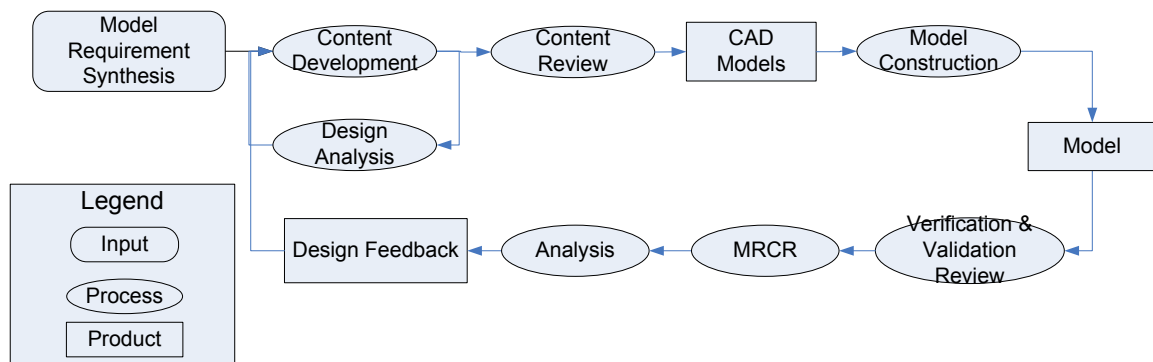 Model
Requirement
Synthesis
Content
Development
Content
Review
CAD
Models
Model
Construction
Design
Analysis
Model
Legend
Input
Process
Product
Design Feedback
Analysis
MRCR
Verification &
Validation
Review